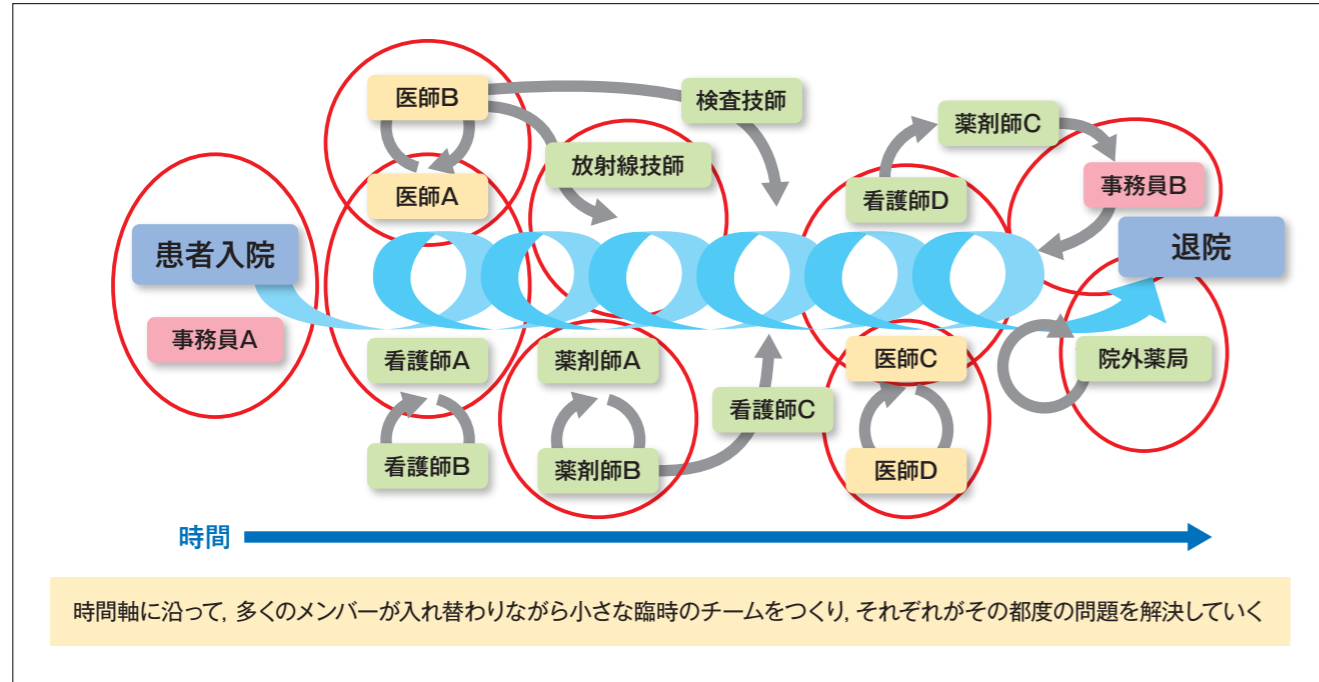 医師B
検査技師
薬剤師C
放射線技師
事務員B
医師A
看護師D
患者入院
退院
事務員A
看護師A
薬剤師A
医師C
院外薬局
看護師C
看護師B
薬剤師B
医師D
時間
時間軸に沿って, 多くのメンバーが入れ替わりながら小さな臨時のチームをつくり, それぞれがその都度の問題を解決していく